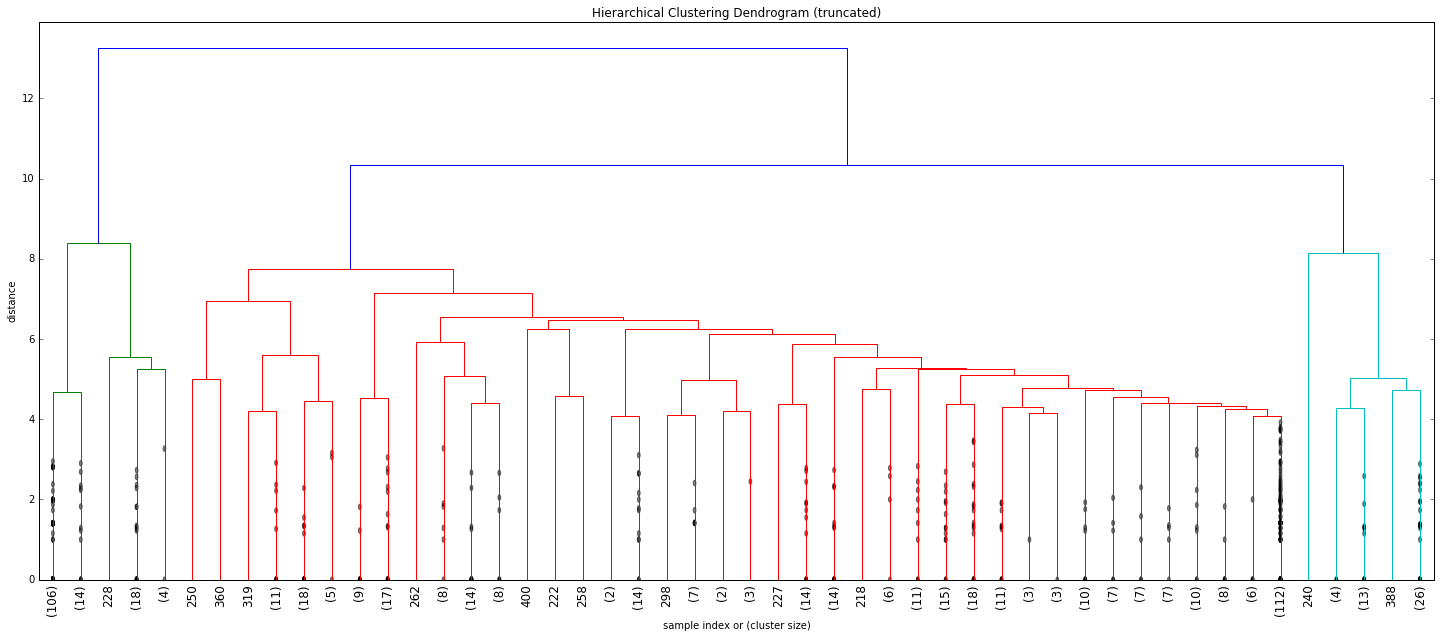 Hierarchical Clustering Dendrogram (truncated)
12
10
8
6
4
2
0
distance
(106) (14) 228 (18) (4) 250 360 319 (11) (18) (5) (9) (17) 262 (8) (14) (8) 400 222 258 (2) (14) 298 (7) (2) (3) 227 (14) (14) 218 (6) (11) (15) (18) (11) (3) (3) (10) (7) (7) (7) (10) (8) (6) (112) 240 (4) (13) 388 (26)
sample index or (cluster size)